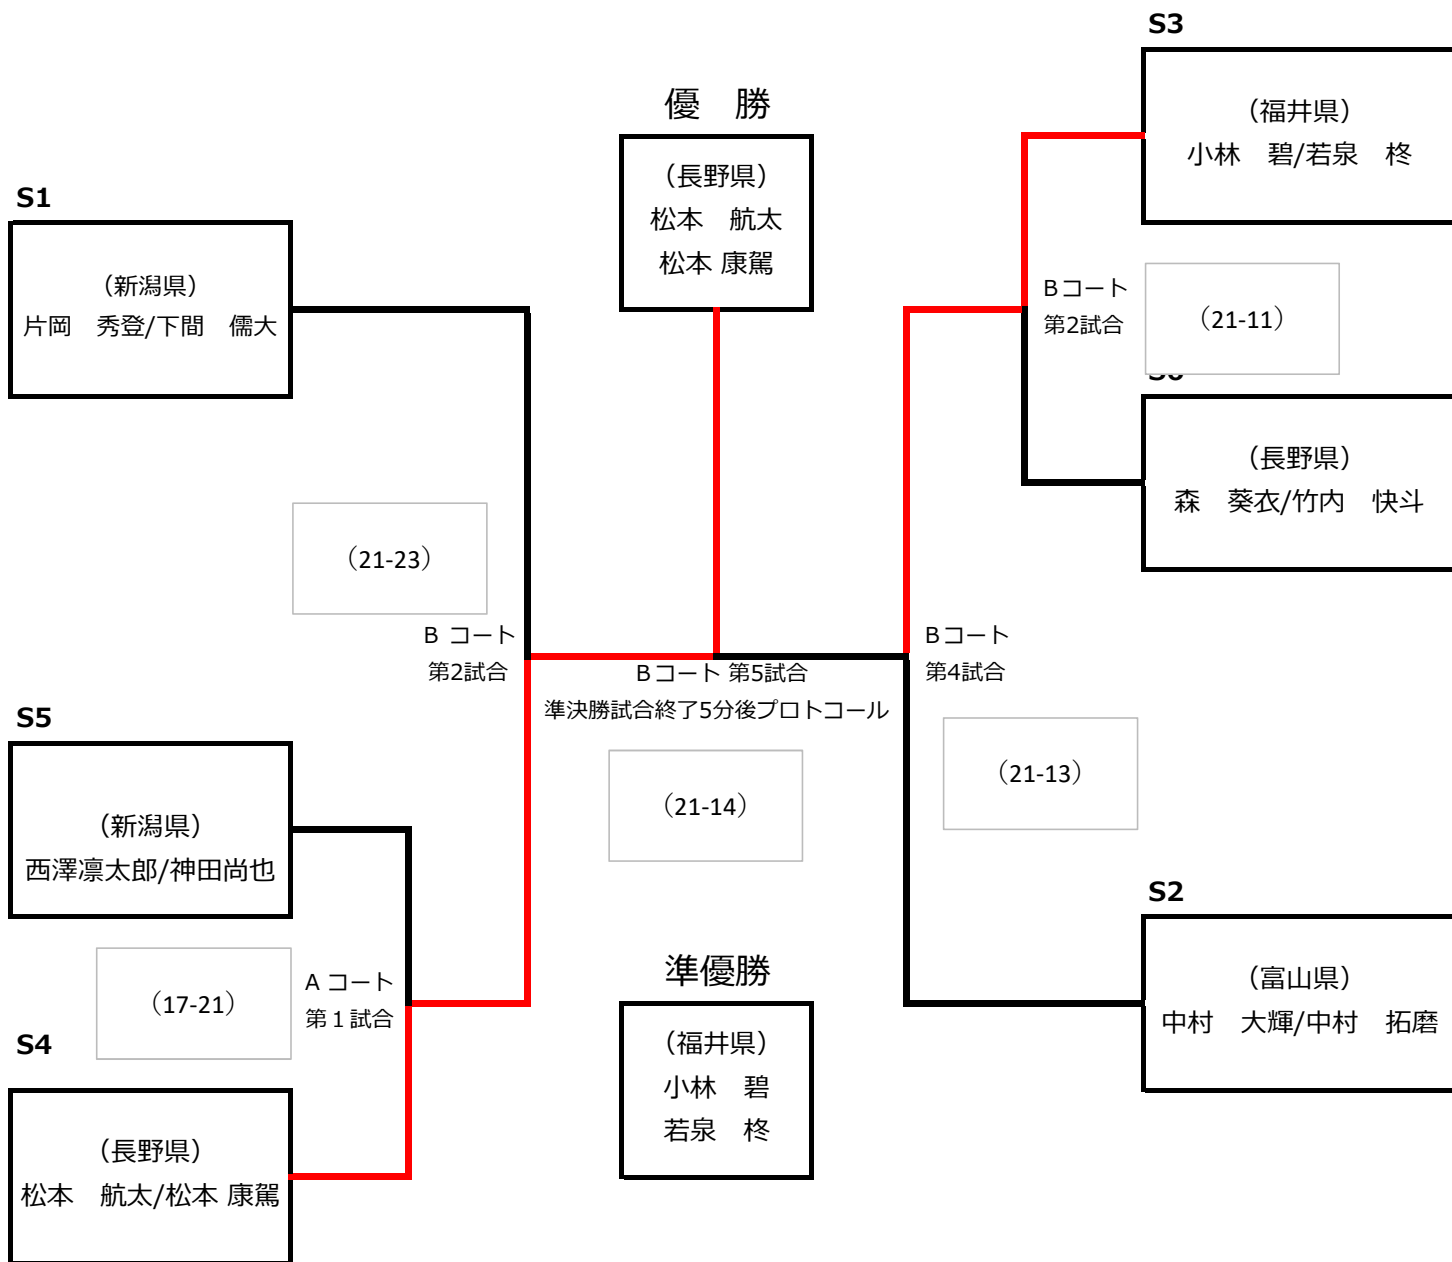 S3
（福井県）
小林　碧/若泉　柊
優　勝
（長野県）
松本　航太
松本 康駕
S1
（新潟県）
片岡　秀登/下間　儒大
Ｂコート
第2試合
（21-11）
（長野県）
森　葵衣/竹内　快斗
（21-23）
Ｂ コート
第2試合
Ｂコート 第5試合
準決勝試合終了5分後プロトコール
Ｂコート
第4試合
S5
（新潟県）
西澤凛太郎/神田尚也
（21-14）
（21-13）
S2
（富山県）
中村　大輝/中村　拓磨
（17-21）
Ａ コート
第１試合
準優勝
（福井県）
小林　碧
若泉　柊
S4
（長野県）
松本　航太/松本 康駕